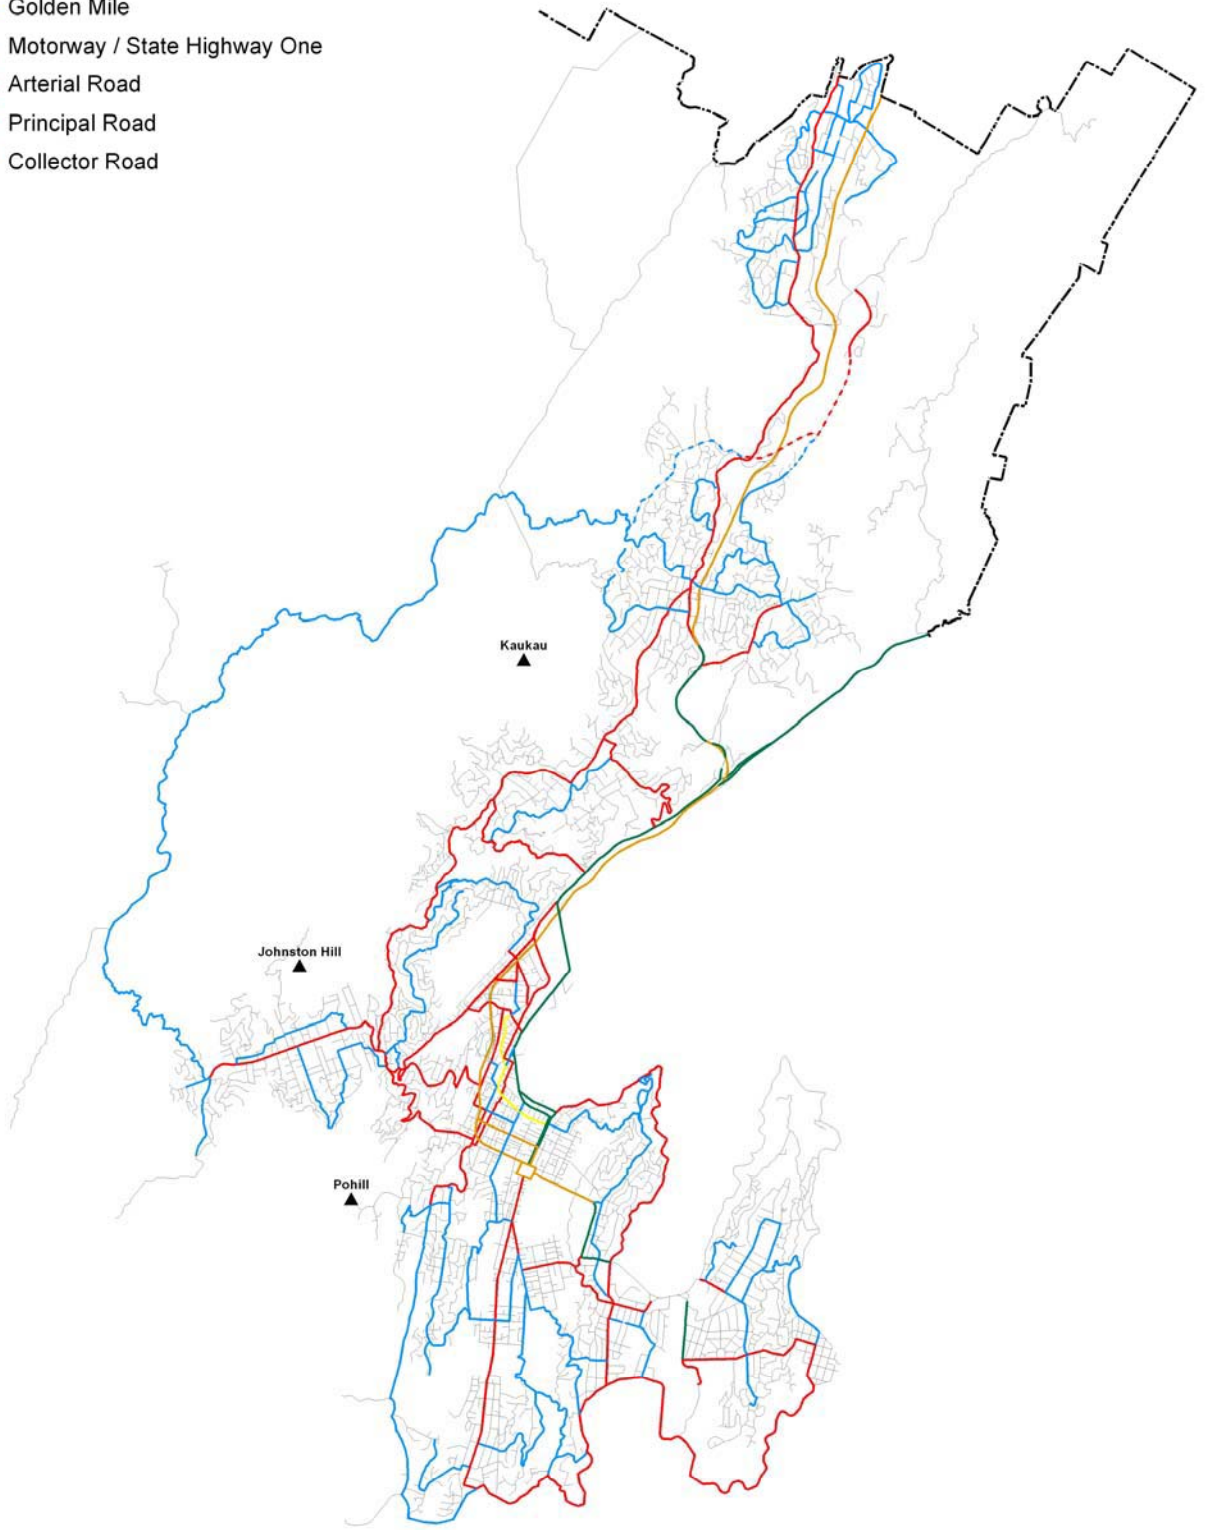 Golden Mile
Motorway / State Highway One
Arterial Road
Principal Road
Collector Road
Kaukau
Johnston Hill
Pohill